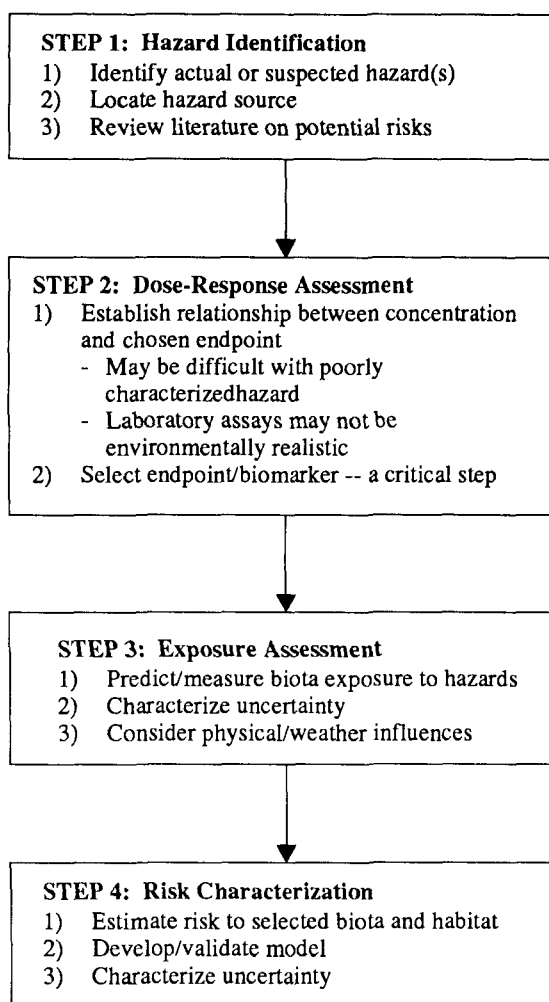 STEP 1: Hazard Identification
1) Identify actual or suspected hazard(s)
2) Locate hazard source
3) Review literature on potential risks
STEP 2: Dose-Response Assessment
1) Establish relationship between concentration
and chosen endpoint
- May be difficult with poorly
characterizedhazard
- Laboratory assays may not be
environmentally realistic
2) Select endpoint/biomarker -- a critical step
STEP 3: Exposure Assessment
1) Predict/measure biota exposure to hazards
2) Characterize uncertainty
3) Consider physical/weather influences
STEP 4: Risk Characterization
1) Estimate risk to selected biota and habitat
2) Develop/validate model
3) Characterize uncertainty